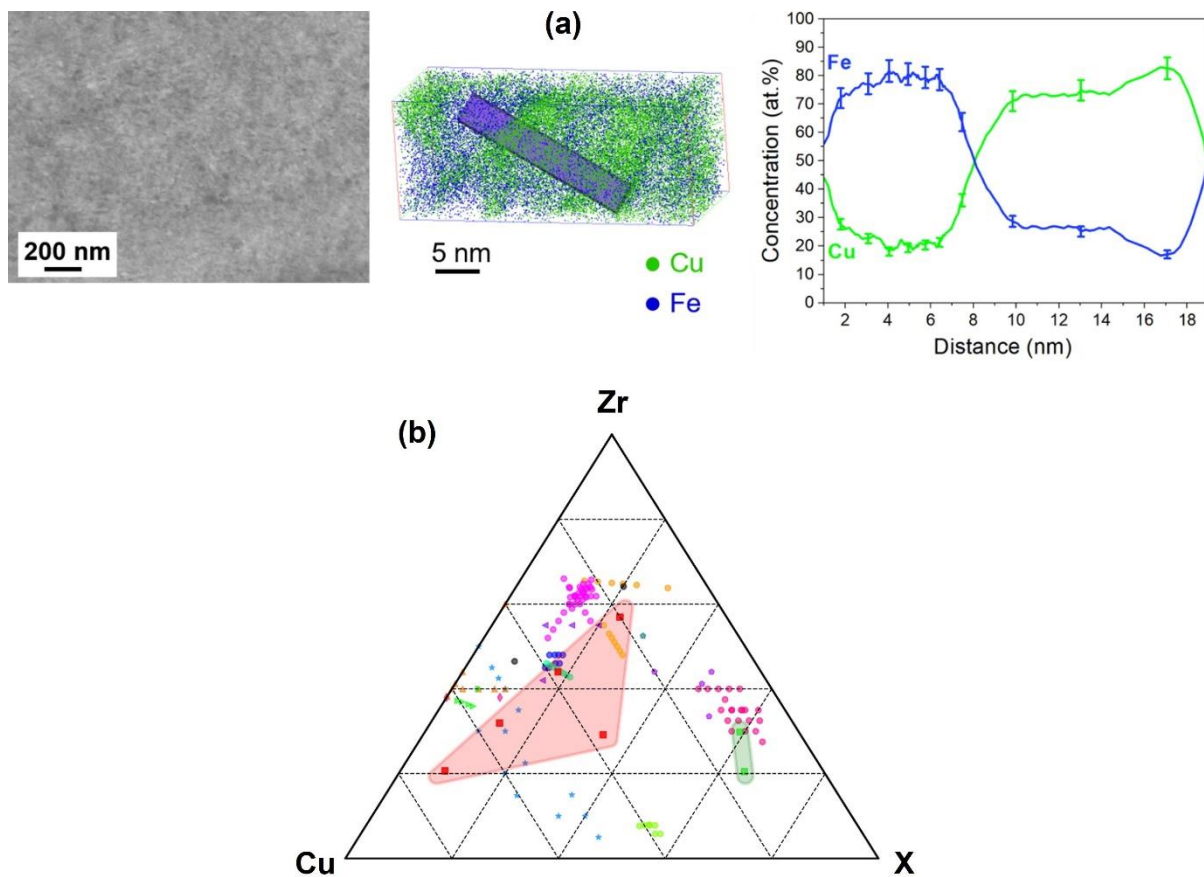 (a)
200 nm
5 nm
Cu
Fe
Concentration (at.%)
100
90
80
70
60
50
40
30
20
10
0
Fe
Cu
2 4 6 8 10 12 14 16 18
Distance (nm)
(b)
Zr
Cu
X